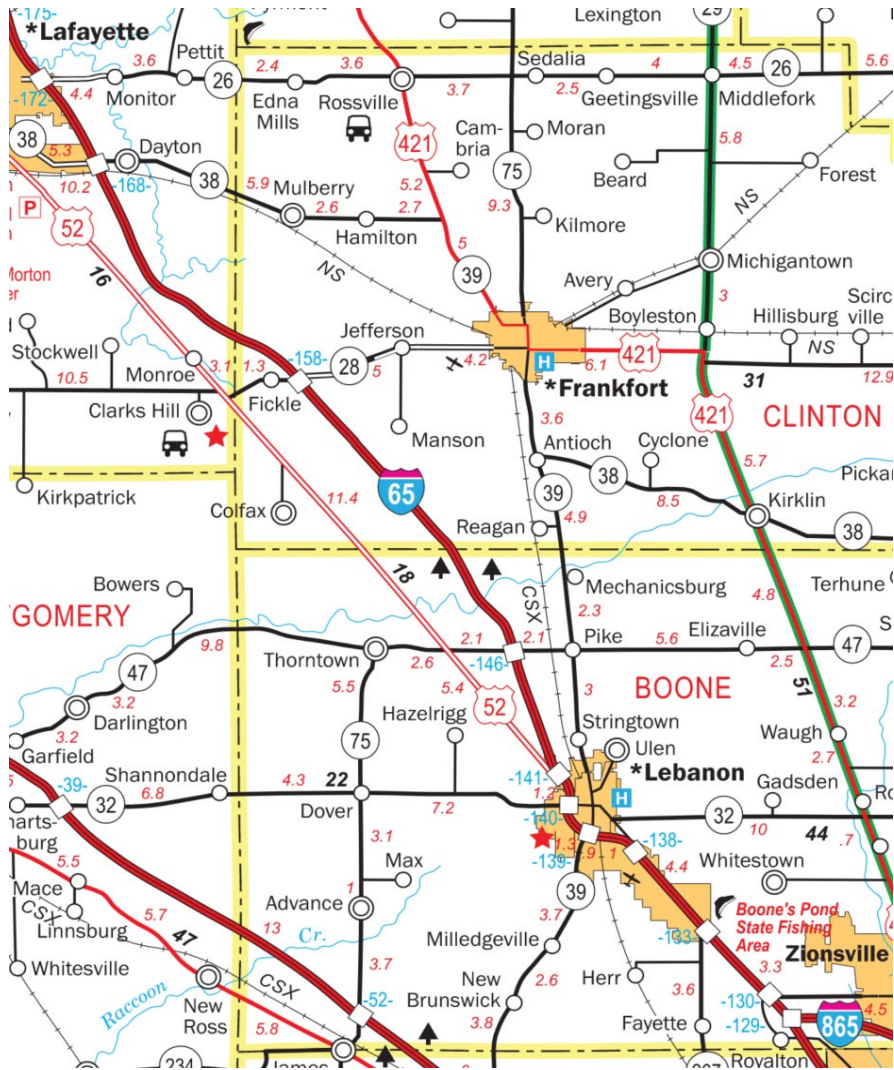 -175-
*Lafayette
Pettit
Lexington
29
3.6
26
2.4
3.6
Sedalia
4
4.5
26
5.6
-172-
4.4
Monitor
Edna
Mills
Rossville
3.7
2.5
Geetingsville
Middlefork
38
5.3
Dayton
421
Cam-
bria
Moran
5.8
10.2
-168-
38
5.9
Mulberry
5.2
75
Beard
Forest
P
52
2.6
2.7
9.3
Kilmore
NS
Hamilton
5
16
NS
39
Avery
Michigantown
3
Boyleston
Hillisburg
Scirc
ville
Stockwell
Jefferson
-158-
28
5
4.2
H
6.1
421
NS
Monroe
3.1
1.3
*Frankfort
31
12.9
10.5
Fickle
Clarks Hill
3.6
421
CLINTON
Manson
Antioch
Cyclone
5.7
Kirkpatrick
11.4
65
39
38
8.5
Kirklin
Colfax
Reagan
4.9
38
18
Bowers
CSX
Mechanicsburg
4.8
Terhune
GOMERY
2.3
9.8
2.1
2.1
Pike
5.6
Elizaville
47
Thorntown
2.6
-146-
2.5
47
5.5
5.4
3
BOONE
51
3.2
3.2
Darlington
Hazelrigg
52
Stringtown
Waugh
3.2
Garfield
75
Ulen
2.7
-39-
Shannondale
-141-
*Lebanon
Gadsden
4.3
22
1.2
H
32
6.8
Dover
7.2
-140-
32
10
44
.7
3.1
1.3
.9
1
-138-
-139-
4.4
Whitestown
5.5
Max
Mace
1
39
CSX
Linnsburg
5.7
Advance
3.7
Boone's Pond
State Fishing
Area
47
13
Cr.
Milledgeville
-133-
Zionsville
Whitesville
3.7
2.6
Herr
3.3
CSX
New
Brunswick
3.6
-130-
4.5
Raccoon
New
Ross
-52-
3.8
Fayette
-129-
865
5.8
234
James
Royalton